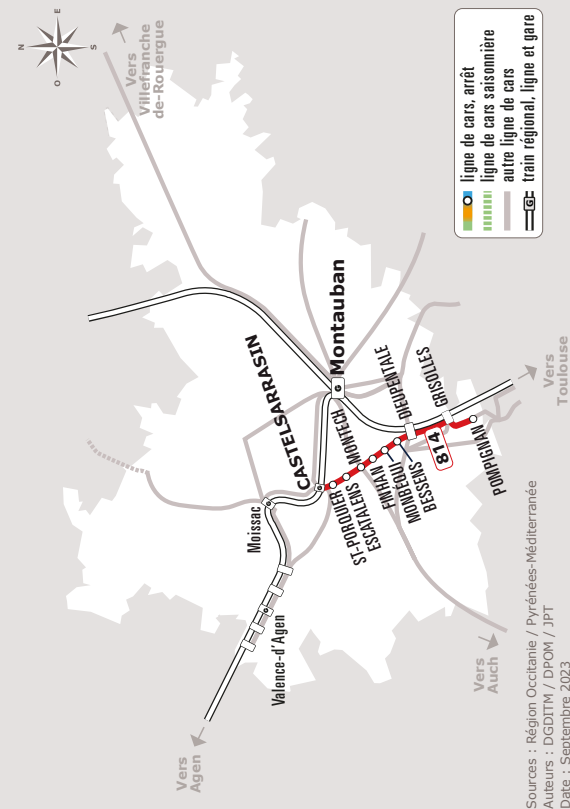 N
E
S
O
Vers
Villefranche
de-Rouergue
ligne de cars, arrêt
ligne de cars saisonnière
autre ligne de cars
G
train régional, ligne et gare
Moissac
G
CASTELSARRASIN
G
Montauban
G
Valence-d'Agen
G
Vers
Agen
ST-PORQUIER
ESCATALENS
MONTECH
FINHAN
MONBEQUI
BESSENS
DIEUPENTALE
GRISOLLES
814
POMPIGNAN
Vers
Auch
Vers
Toulouse
Sources : Région Occitanie / Pyrénées-Méditerranée
Auteurs : DGDITM / DPOM / JPT
Date : Septembre 2023